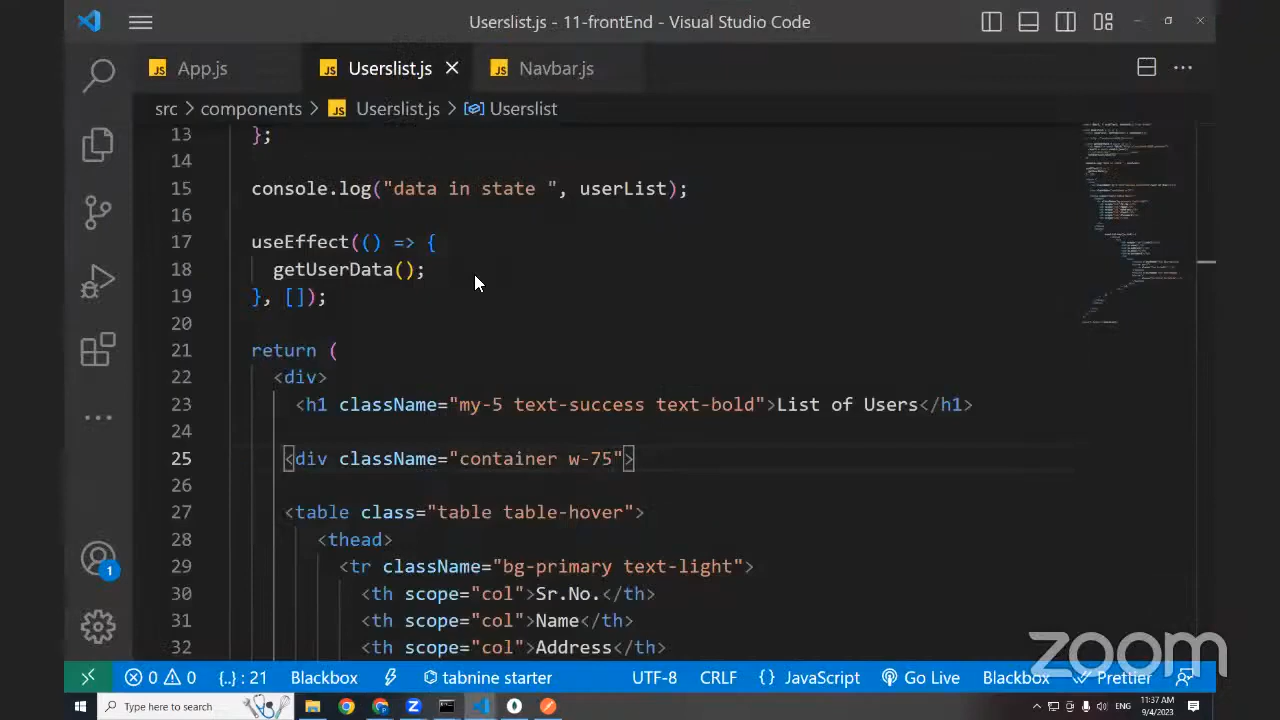 Userslist.js - 11-frontEnd - Visual Studio Code
JS App.js
JS Userslist.js
JS Navbar.js
src > components > JS Userslist.js > Userslist
13 };
14
15 console.log("data in state ", userList);
16
17 useEffect(() => {
18 getUserData();
19 }, []);
20
21 return (
22 <div>
23 <h1 className="my-5 text-success text-bold">List of Users</h1>
24
25 <div className="container w-75">
26
27 <table class="table table-hover">
28 <thead>
29 <tr className="bg-primary text-light">
30 <th scope="col">Sr.No.</th>
31 <th scope="col">Name</th>
32 <th scope="col">Address</th>
1
zoom
0 0 {..} : 21 Blackbox tabnine starter UTF-8 CRLF {} JavaScript Go Live Blackbox Prettier
Type here to search
11:37 AM
9/4/2023